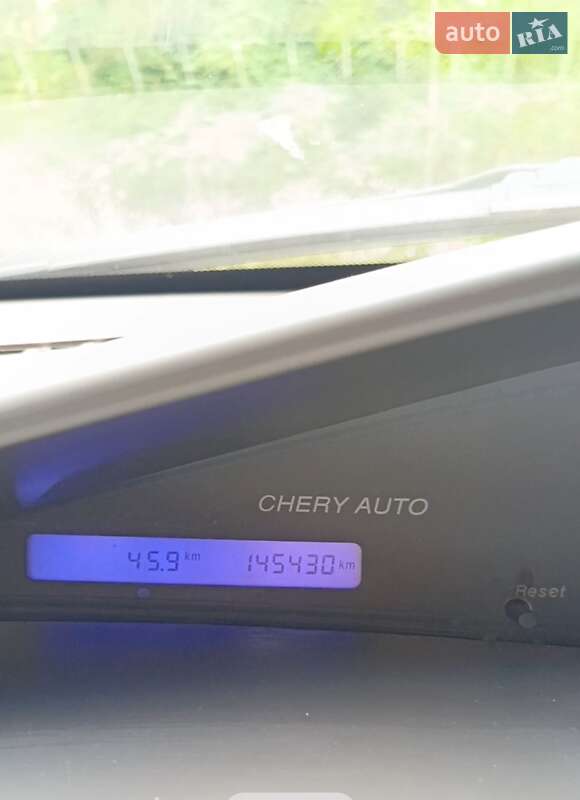 auto RIA .com
CHERY AUTO
45.9 km 145430 km
Reset